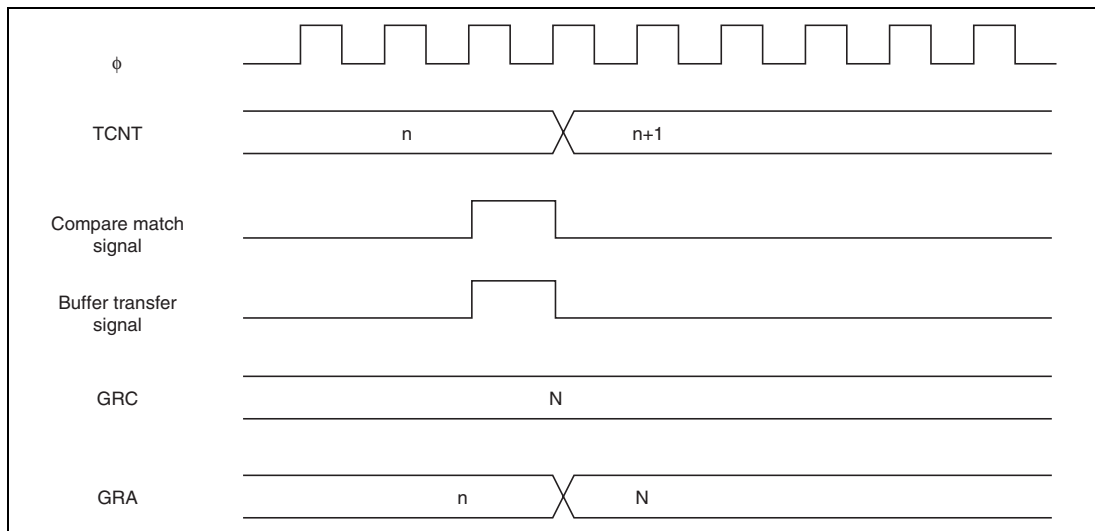 ϕ
TCNT
n
n+1
Compare match
signal
Buffer transfer
signal
GRC
N
GRA
n
N